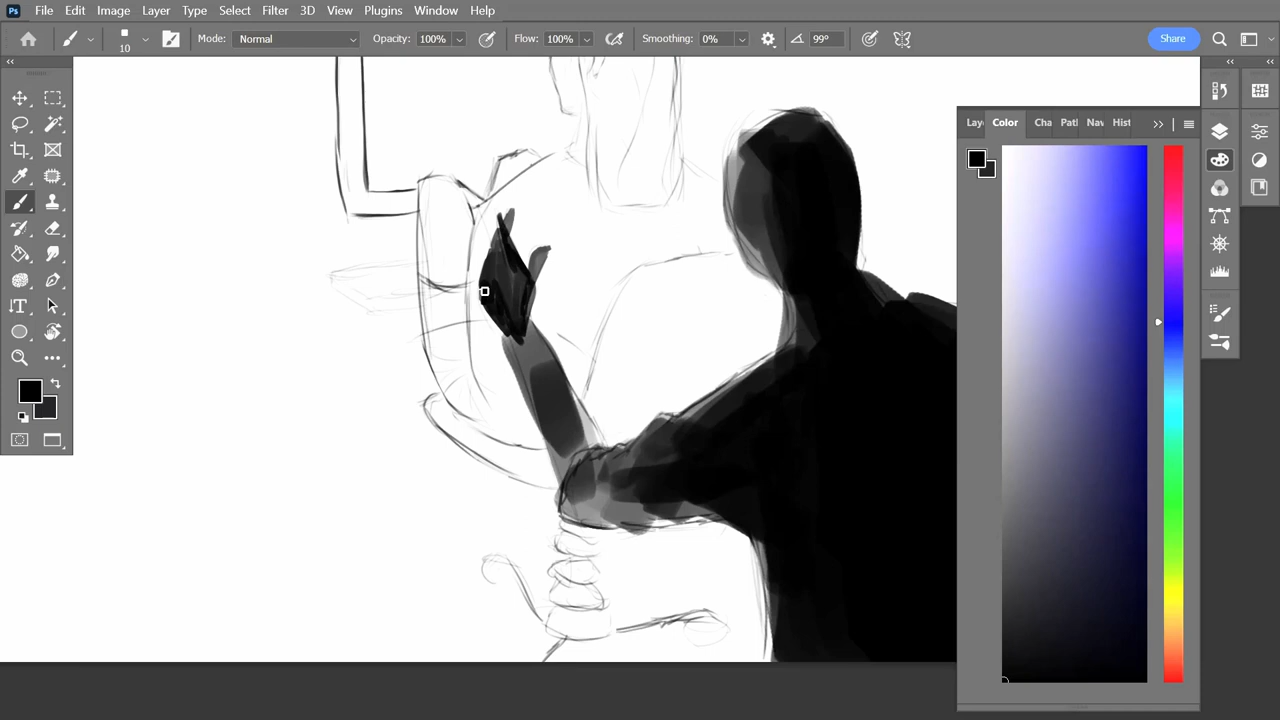 Ps File Edit Image Layer Type Select Filter 3D View Plugins Window Help
10 Mode: Normal Opacity: 100% Flow: 100% Smoothing: 0% 99° Share
Lay Color Cha Patl Nav Hist